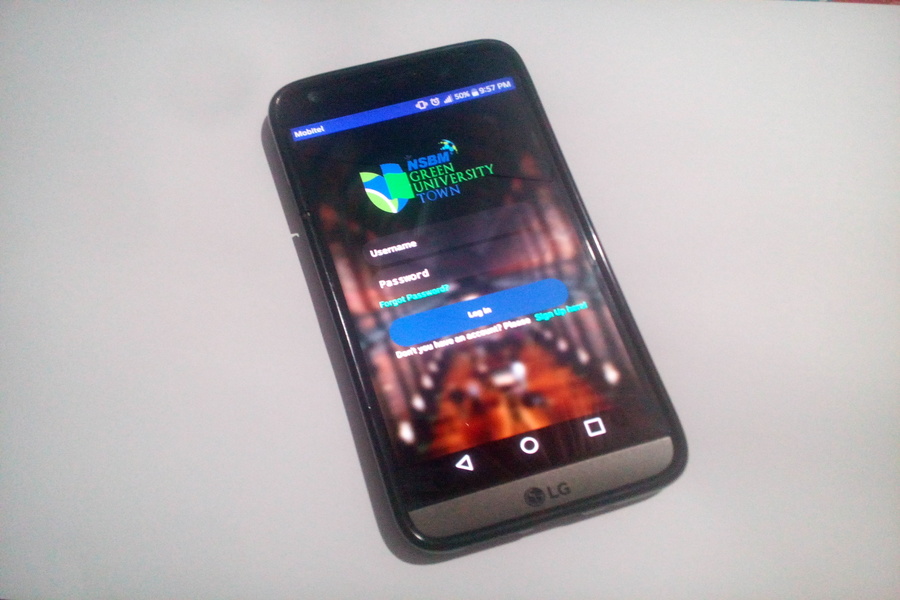 Mobitel 50% 9:57 PM
NSBM
GREEN
UNIVERSITY
TOWN
Username
Password
Forgot Password?
Log In
Don't you have an account? Please Sign Up here!
LG